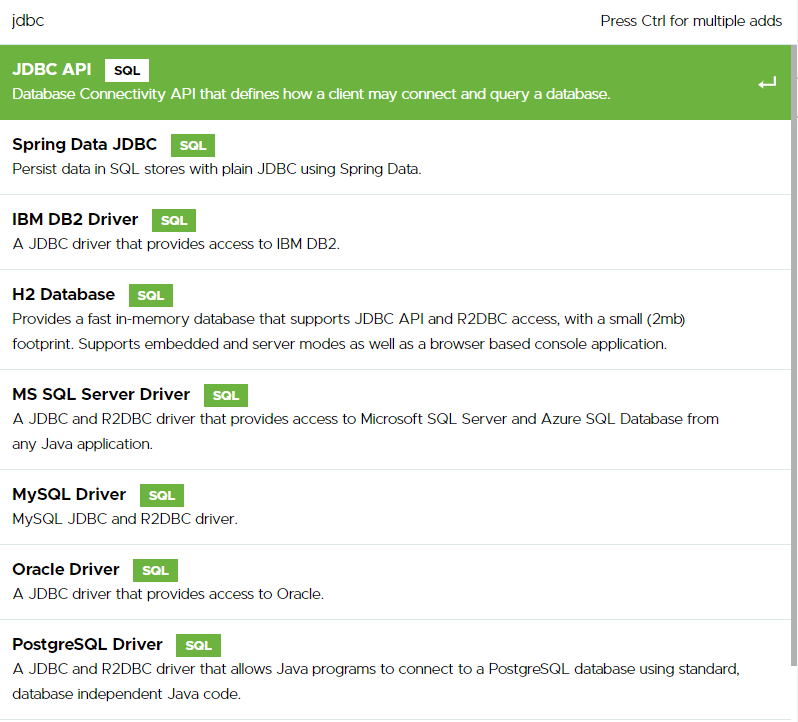 jdbc
Press Ctrl for multiple adds
JDBC API SQL
Database Connectivity API that defines how a client may connect and query a database.
Spring Data JDBC SQL
Persist data in SQL stores with plain JDBC using Spring Data.
IBM DB2 Driver SQL
A JDBC driver that provides access to IBM DB2.
H2 Database SQL
Provides a fast in-memory database that supports JDBC API and R2DBC access, with a small (2mb)
footprint. Supports embedded and server modes as well as a browser based console application.
MS SQL Server Driver SQL
A JDBC and R2DBC driver that provides access to Microsoft SQL Server and Azure SQL Database from
any Java application.
MySQL Driver SQL
MySQL JDBC and R2DBC driver.
Oracle Driver SQL
A JDBC driver that provides access to Oracle.
PostgreSQL Driver SQL
A JDBC and R2DBC driver that allows Java programs to connect to a PostgreSQL database using standard,
database independent Java code.